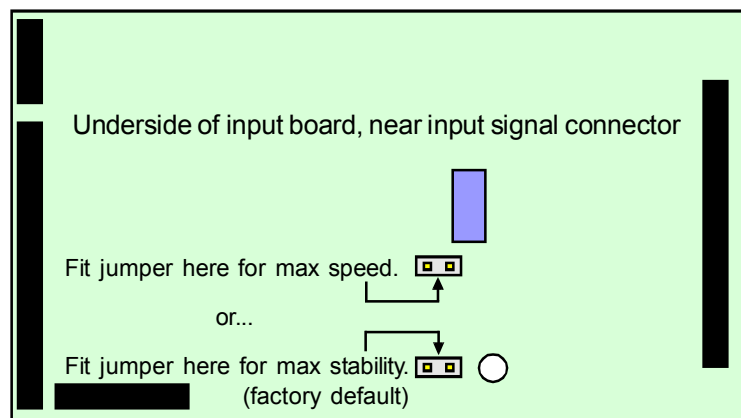 Underside of input board, near input signal connector
Fit jumper here for max speed.
or...
Fit jumper here for max stability.
(factory default)